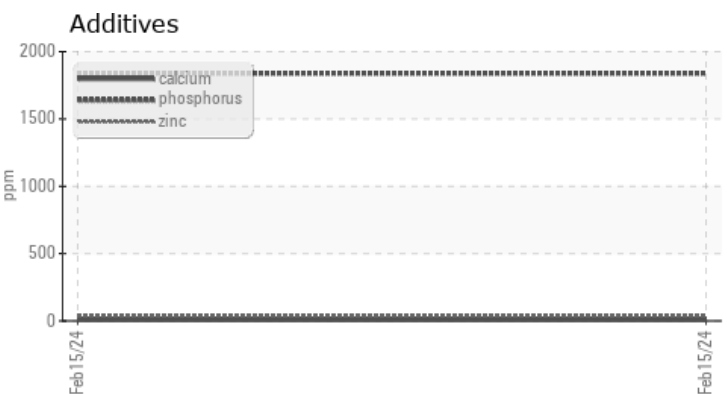 Additives
2000
calcium
phosphorus
1500
zinc
ppm
1000
500
0
Feb15/24
Feb15/24